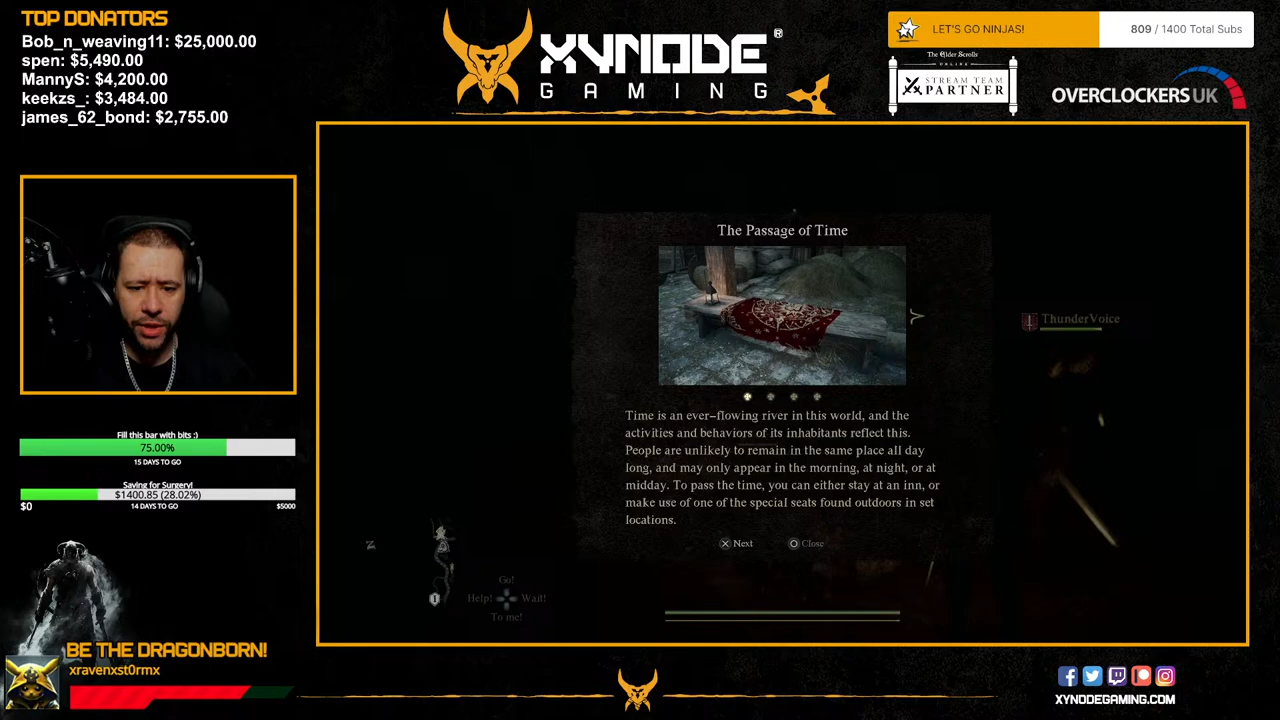 TOP DONATORS
Bob_n_weaving11: $25,000.00
spen: $5,490.00
MannyS: $4,200.00
keekzs_: $3,484.00
james_62_bond: $2,755.00
XYNODE®
GAMING
LET'S GO NINJAS!
809 / 1400 Total Subs
The Elder Scrolls
ONLINE
STREAM TEAM
PARTNER
OVERCLOCKERS UK
The Passage of Time
Time is an ever-flowing river in this world, and the
activities and behaviors of its inhabitants reflect this.
People are unlikely to remain in the same place all day
long, and may only appear in the morning, at night, or at
midday. To pass the time, you can either stay at an inn, or
make use of one of the special seats found outdoors in set
locations.
Next
Close
ThunderVoice
Go!
Help!
Wait!
To me!
1
Fill this bar with bits :)
75.00%
15 DAYS TO GO
Saving for Surgery!
$1400.85 (28.02%)
$0
14 DAYS TO GO
$5000
BE THE DRAGONBORN!
xravenxst0rmx
XYNODEGAMING.COM